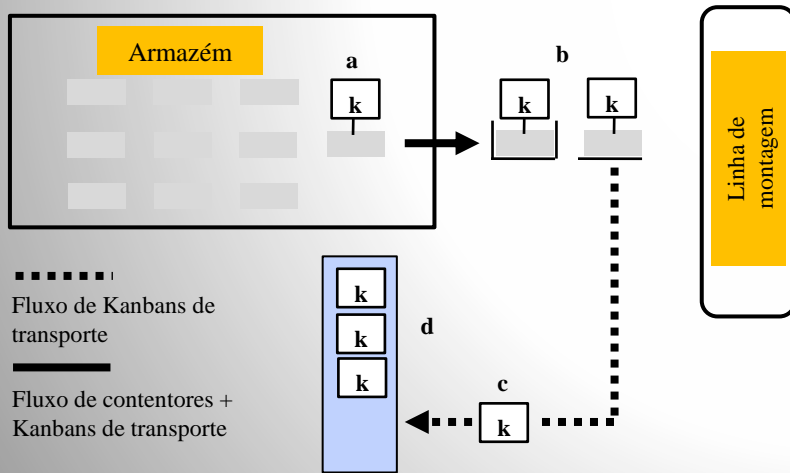 Armazém
a
b
k
k
k
Linha de
montagem
Fluxo de Kanbans de
transporte
Fluxo de contentores +
Kanbans de transporte
k
k
k
d
c
k